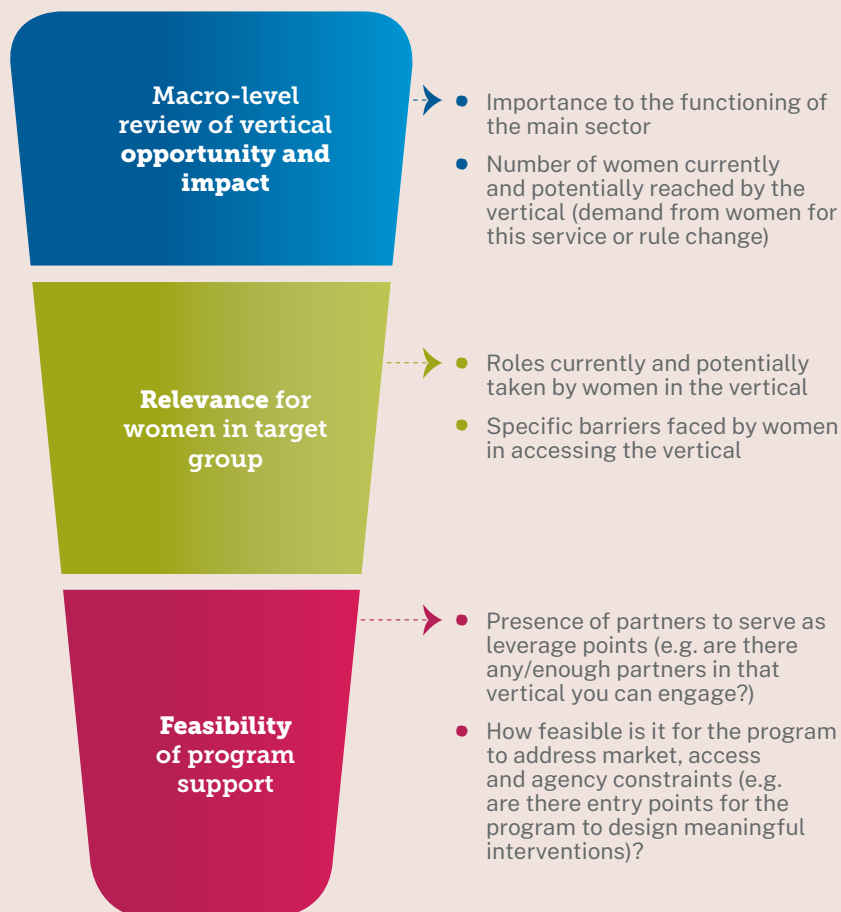 Macro-level
review of vertical
opportunity and
impact
• Importance to the functioning of
the main sector
• Number of women currently
and potentially reached by the
vertical (demand from women for
this service or rule change)
Relevance for
women in target
group
• Roles currently and potentially
taken by women in the vertical
• Specific barriers faced by women
in accessing the vertical
Feasibility
of program
support
• Presence of partners to serve as
leverage points (e.g. are there
any/enough partners in that
vertical you can engage?)
• How feasible is it for the program
to address market, access
and agency constraints (e.g.
are there entry points for the
program to design meaningful
interventions)?